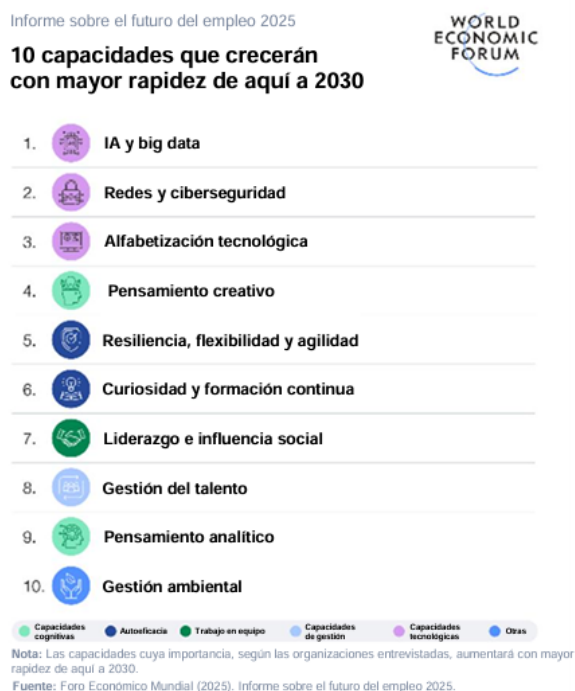 Informe sobre el futuro del empleo 2025
WORLD
ECONOMIC
FORUM
10 capacidades que crecerán
con mayor rapidez de aquí a 2030
1. IA y big data
2. Redes y ciberseguridad
3. Alfabetización tecnológica
4. Pensamiento creativo
5. Resiliencia, flexibilidad y agilidad
6. Curiosidad y formación continua
7. Liderazgo e influencia social
8. Gestión del talento
9. Pensamiento analítico
10. Gestión ambiental
Capacidades
cognitivas
Autoeficacia
Trabajo en equipo
Capacidades
de gestión
Capacidades
tecnológicas
Otras
Nota: Las capacidades cuya importancia, según las organizaciones entrevistadas, aumentará con mayor
rapidez de aquí a 2030.
Fuente: Foro Económico Mundial (2025). Informe sobre el futuro del empleo 2025.